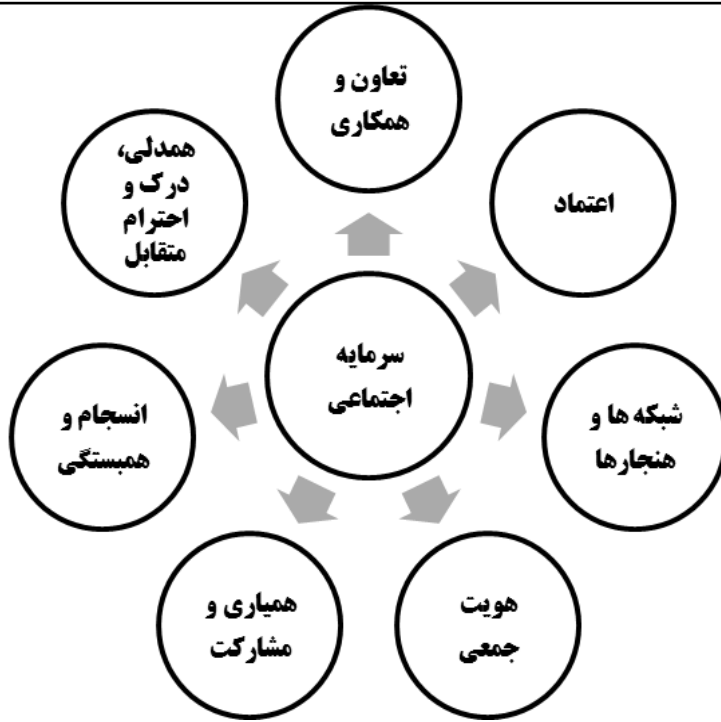 تعاون و
همکاری
اعتماد
شبکه ها و
هنجارها
هویت
جمعی
همیاری و
مشارکت
انسجام و
همبستگی
همدلی،
درک و
احترام
متقابل
سرمایه
اجتماعی